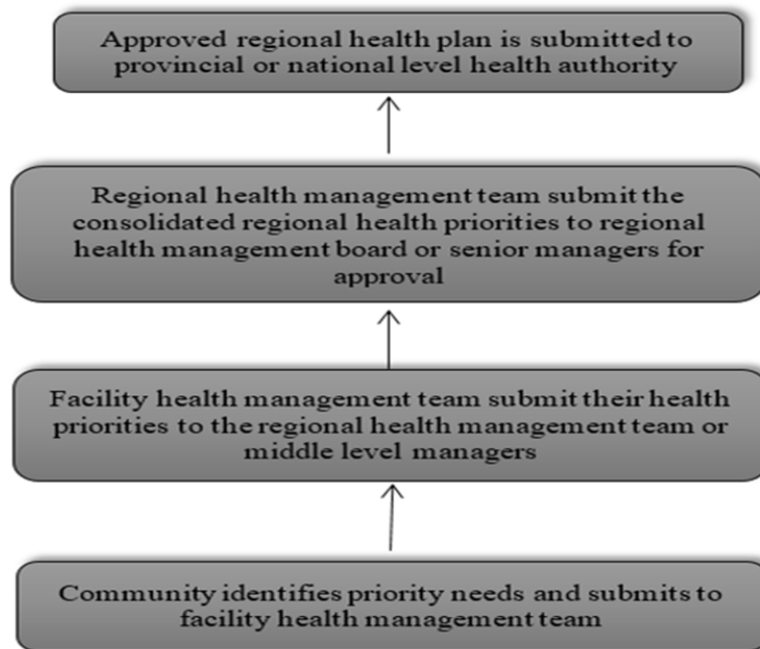 Approved regional health plan is submitted to
provincial or national level health authority
Regional health management team submit the
consolidated regional health priorities to regional
health management board or senior managers for
approval
Facility health management team submit their health
priorities to the regional health management team or
middle level managers
Community identifies priority needs and submits to
facility health management team